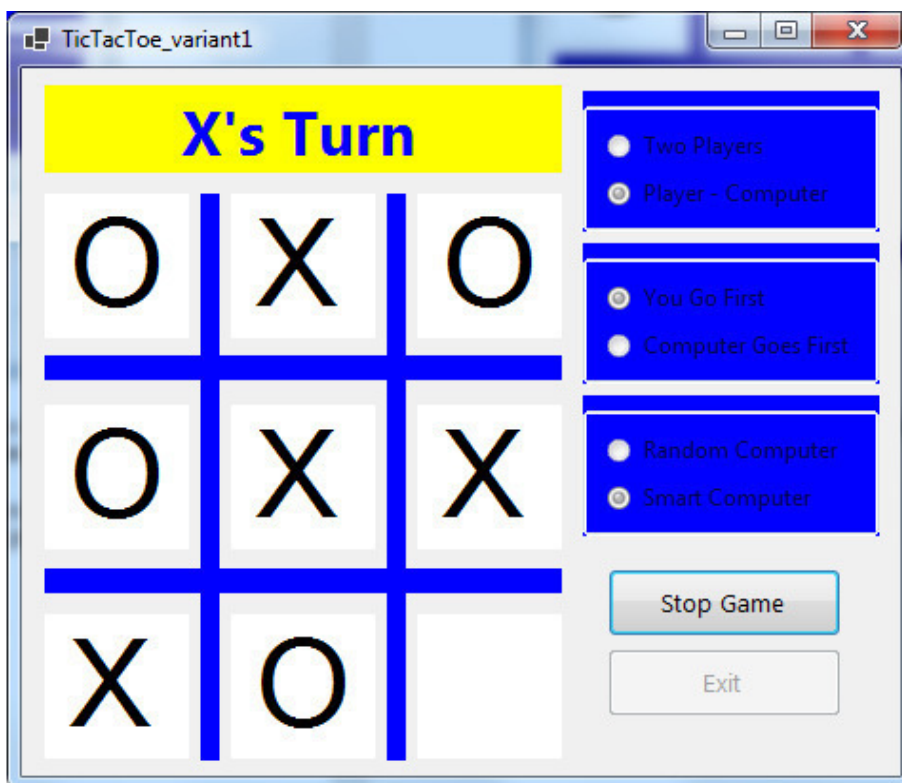 TicTacToe_variant1
X's Turn
O X O
O X X
X O
Two Players
Player - Computer
You Go First
Computer Goes First
Random Computer
Smart Computer
Stop Game
Exit